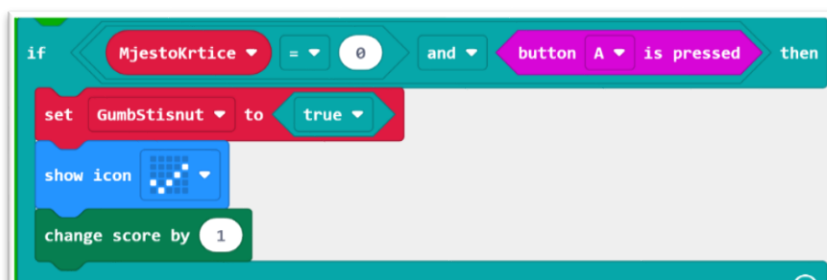 if MjestoKrtice = 0 and button A is pressed then
set GumbStisnut to true
show icon
change score by 1